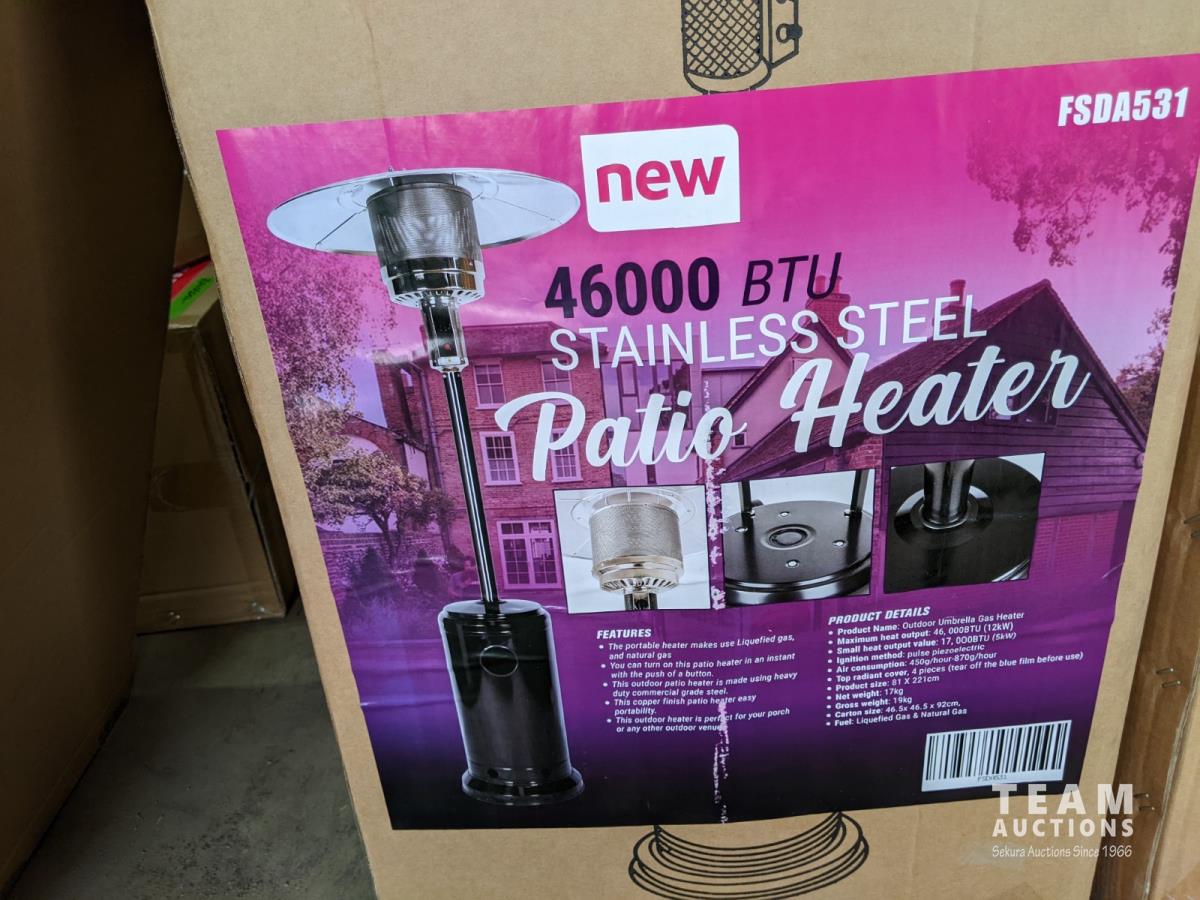 FSDA531
new
46000 BTU
STAINLESS STEEL
Patio Heater
FEATURES
• The portable heater makes use Liquefied gas,
and natural gas
• You can turn on this patio heater in an instant
with the push of a button.
• This outdoor patio heater is made using heavy
duty commercial grade steel.
• This copper finish patio heater easy
portability.
• This outdoor heater is perfect for your porch
or any other outdoor venue
PRODUCT DETAILS
• Product Name: Outdoor Umbrella Gas Heater
• Maximum heat output: 46, 000BTU (12kW)
• Small heat output value: 17, 000BTU (5kW)
• Ignition method: pulse piezoelectric
• Air consumption: 450g/hour-870g/hour
• Top radiant cover, 4 pieces (tear off the blue film before use)
• Product size: 81 X 221cm
• Net weight: 17kg
• Gross weight: 19kg
• Carton size: 46.5x 46.5 x 92cm,
• Fuel: Liquefied Gas & Natural Gas
FSDA531
TEAM
AUCTIONS
Sekura Auctions Since 1966